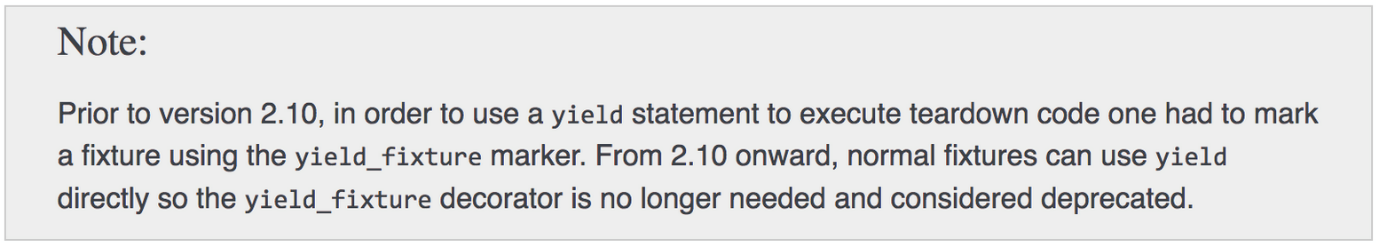 Note:
Prior to version 2.10, in order to use a yield statement to execute teardown code one had to mark
a fixture using the yield_fixture marker. From 2.10 onward, normal fixtures can use yield
directly so the yield_fixture decorator is no longer needed and considered deprecated.